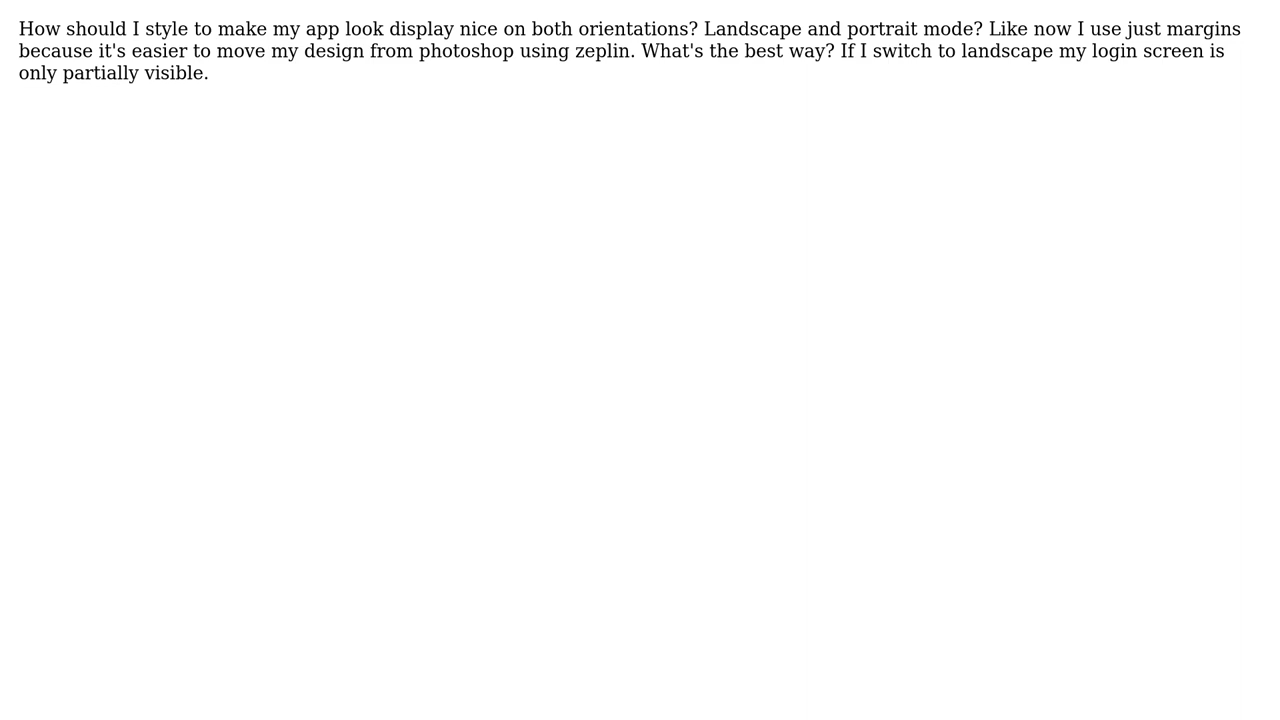 How should I style to make my app look display nice on both orientations? Landscape and portrait mode? Like now I use just margins
because it's easier to move my design from photoshop using zeplin. What's the best way? If I switch to landscape my login screen is
only partially visible.